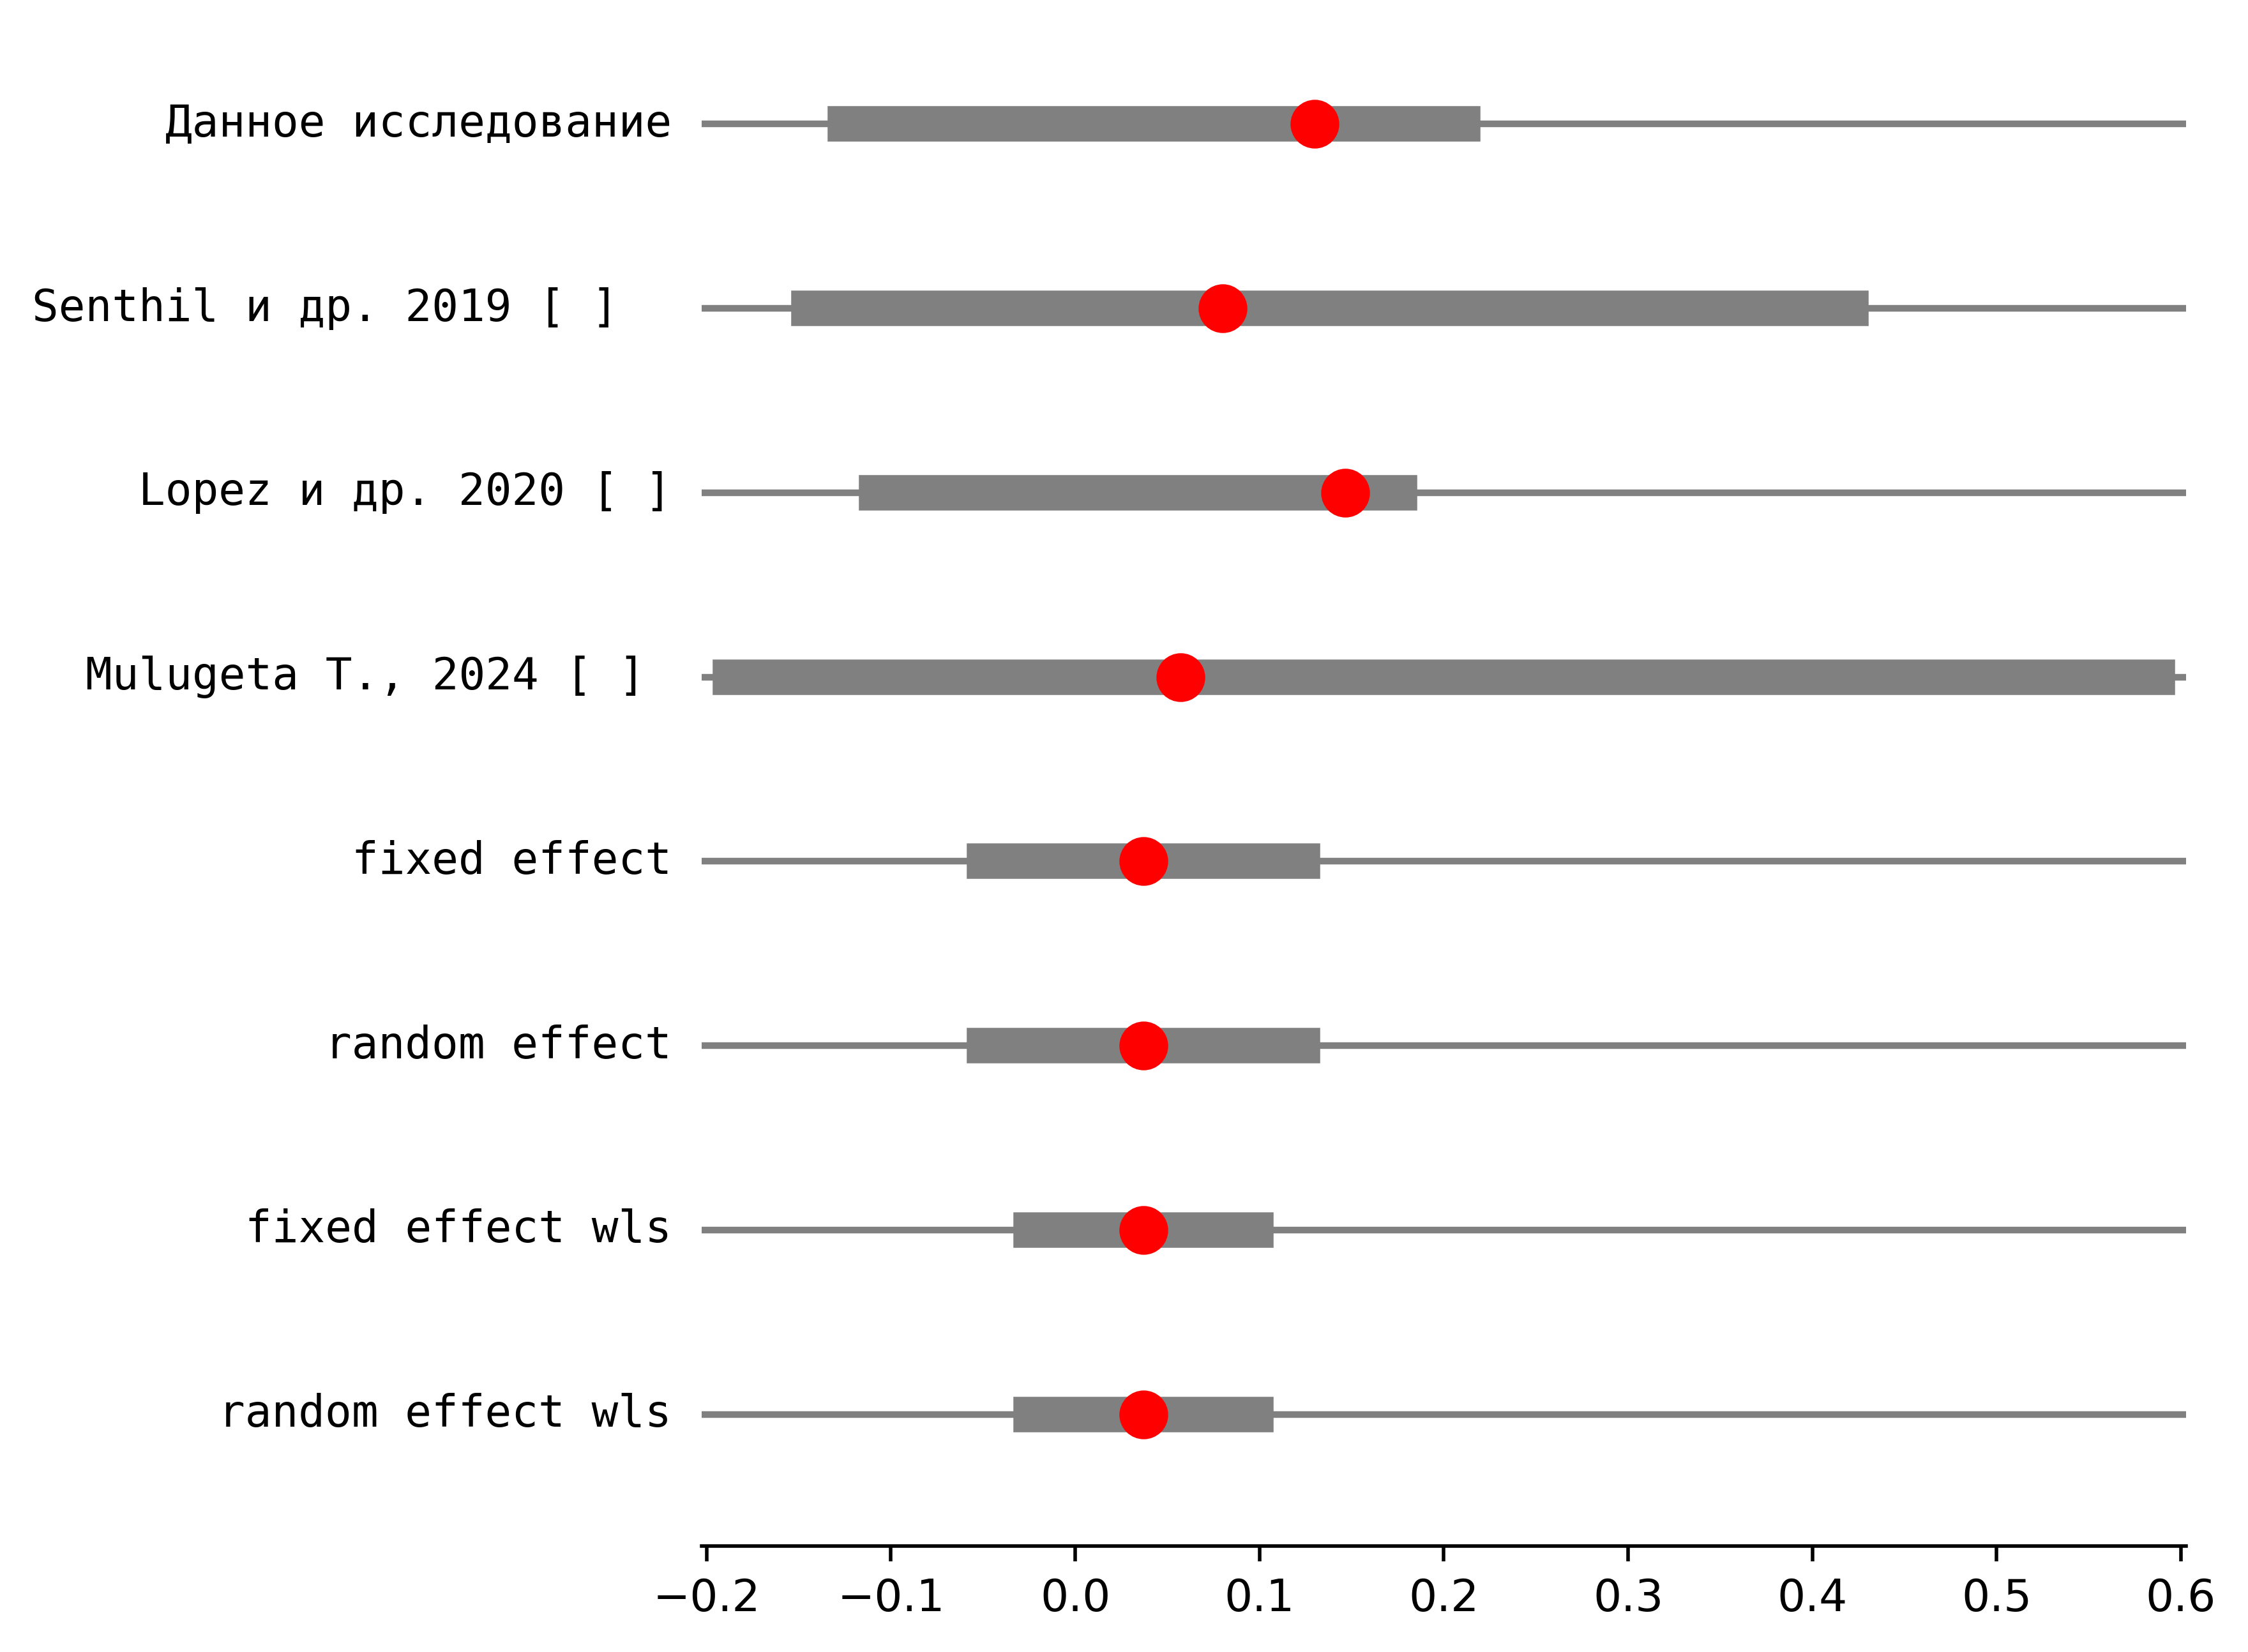 Данное исследование
Senthil и др. 2019 [ ]
Lopez и др. 2020 [ ]
Mulugeta T., 2024 [ ]
fixed effect
random effect
fixed effect wls
random effect wls
−0.2 −0.1 0.0 0.1 0.2 0.3 0.4 0.5 0.6